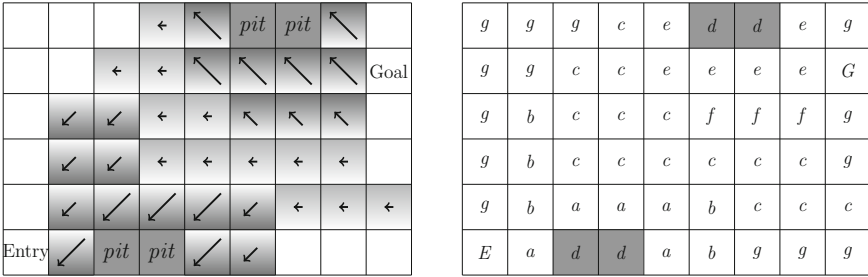 pit pit
Goal
Entry pit pit
g g g c e d d e g
g g c c e e e e G
g b c c c f f f g
g b c c c c c c g
g b a a a b c c c
E a d d a b g g g